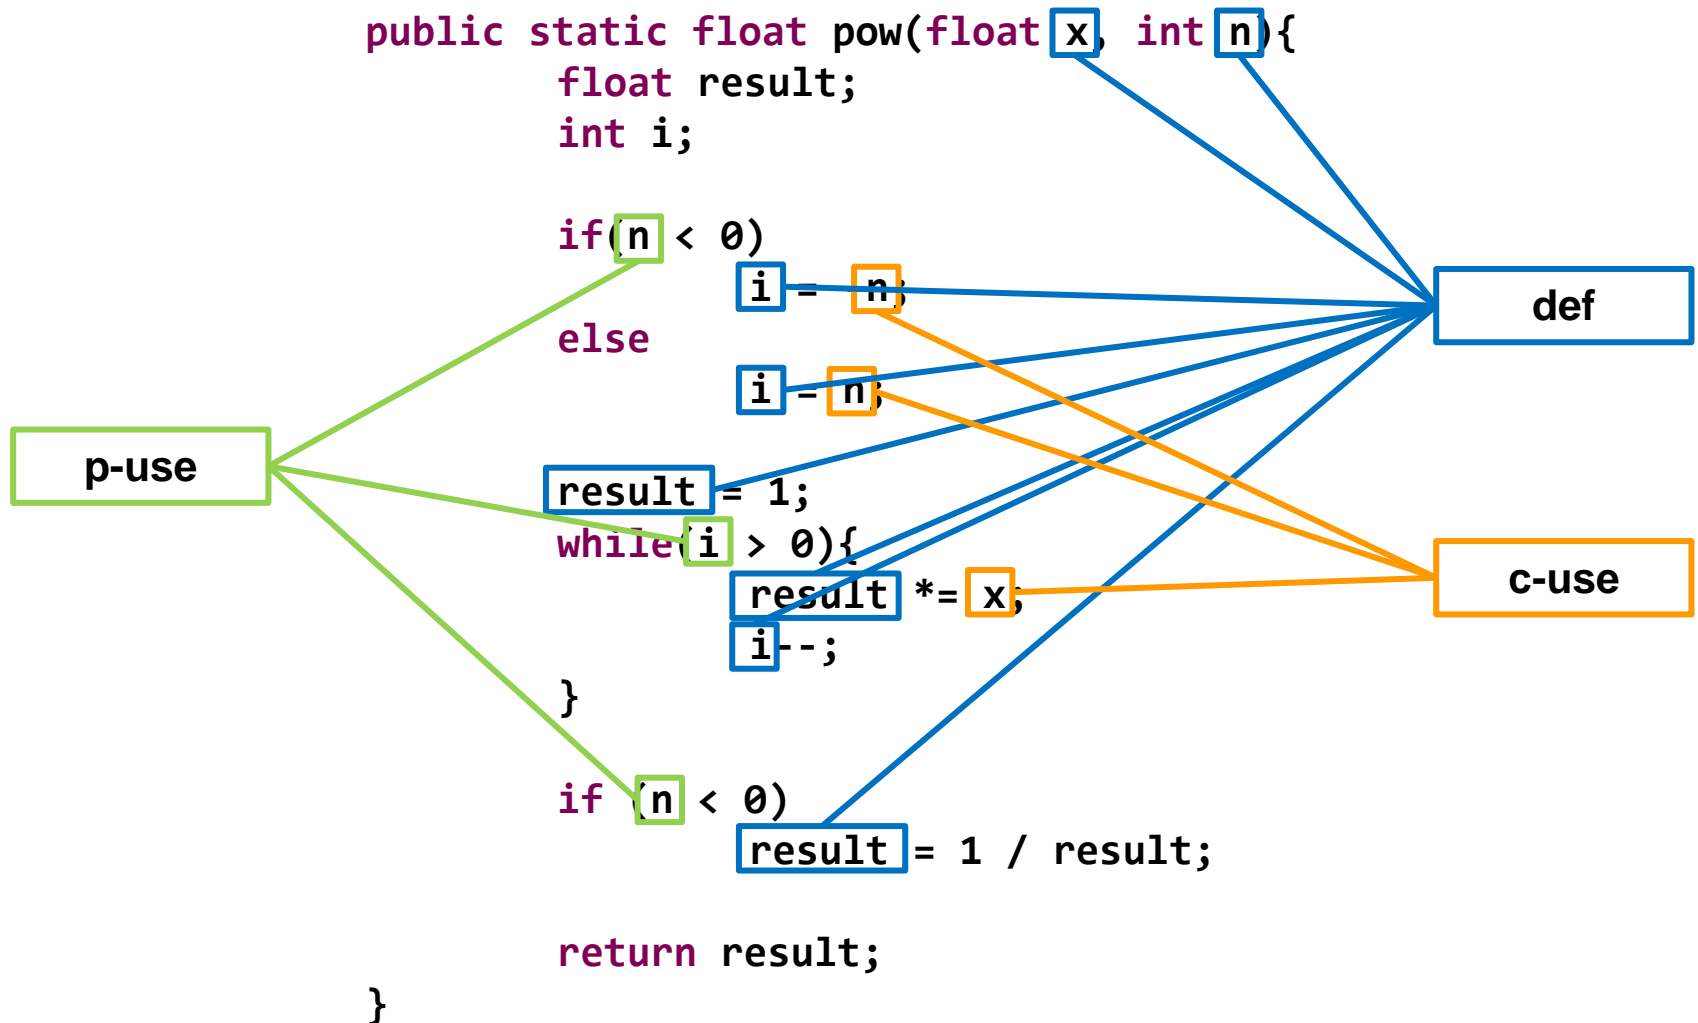 public static float pow(float x, int n){
float result;
int i;
if(n < 0)
i = n;
def
else
i = n;
p-use
result = 1;
while(i > 0){
c-use
result *= x;
i--;
}
if (n < 0)
result = 1 / result;
return result;
}